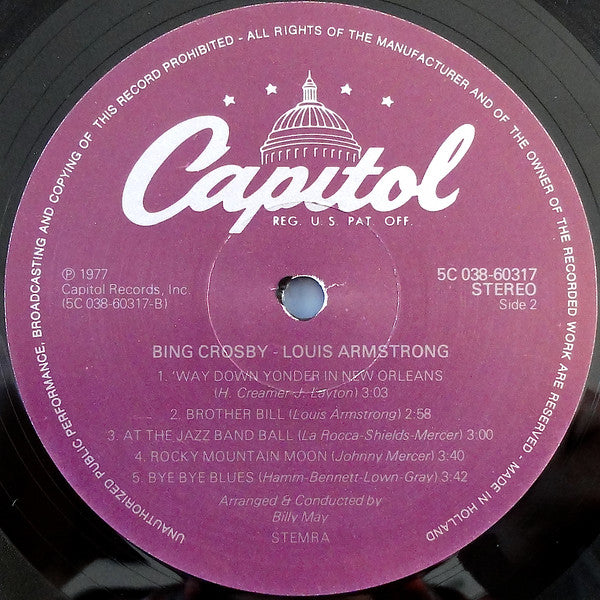 UNAUTHORIZED PUBLIC PERFORMANCE, BROADCASTING AND COPYING OF THIS RECORD PROHIBITED - ALL RIGHTS OF THE MANUFACTURER AND OF THE OWNER OF THE RECORDED WORK ARE RESERVED - MADE IN HOLLAND
Capitol
REG. U.S. PAT. OFF.
℗ 1977
Capitol Records, Inc.
(5C 038-60317-B)
5C 038-60317
STEREO
Side 2
BING CROSBY - LOUIS ARMSTRONG
1. 'WAY DOWN YONDER IN NEW ORLEANS
(H. Creamer-J. Layton) 3:03
2. BROTHER BILL (Louis Armstrong) 2:58
3. AT THE JAZZ BAND BALL (La Rocca-Shields-Mercer) 3:00
4. ROCKY MOUNTAIN MOON (Johnny Mercer) 3:40
5. BYE BYE BLUES (Hamm-Bennett-Lown-Gray) 3:42
Arranged & Conducted by
Billy May
STEMRA